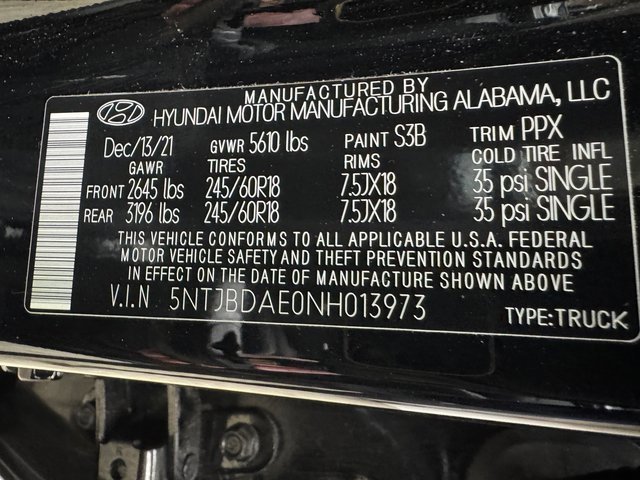 MANUFACTURED BY
HYUNDAI MOTOR MANUFACTURING ALABAMA, LLC
Dec/13/21 GVWR 5610 lbs PAINT S3B TRIM PPX
GAWR TIRES RIMS COLD TIRE INFL
FRONT 2645 lbs 245/60R18 7.5JX18 35 psi SINGLE
REAR 3196 lbs 245/60R18 7.5JX18 35 psi SINGLE
THIS VEHICLE CONFORMS TO ALL APPLICABLE U.S.A. FEDERAL
MOTOR VEHICLE SAFETY AND THEFT PREVENTION STANDARDS
IN EFFECT ON THE DATE OF MANUFACTURE SHOWN ABOVE
V.I.N 5NTJBDAE0NH013973
TYPE:TRUCK